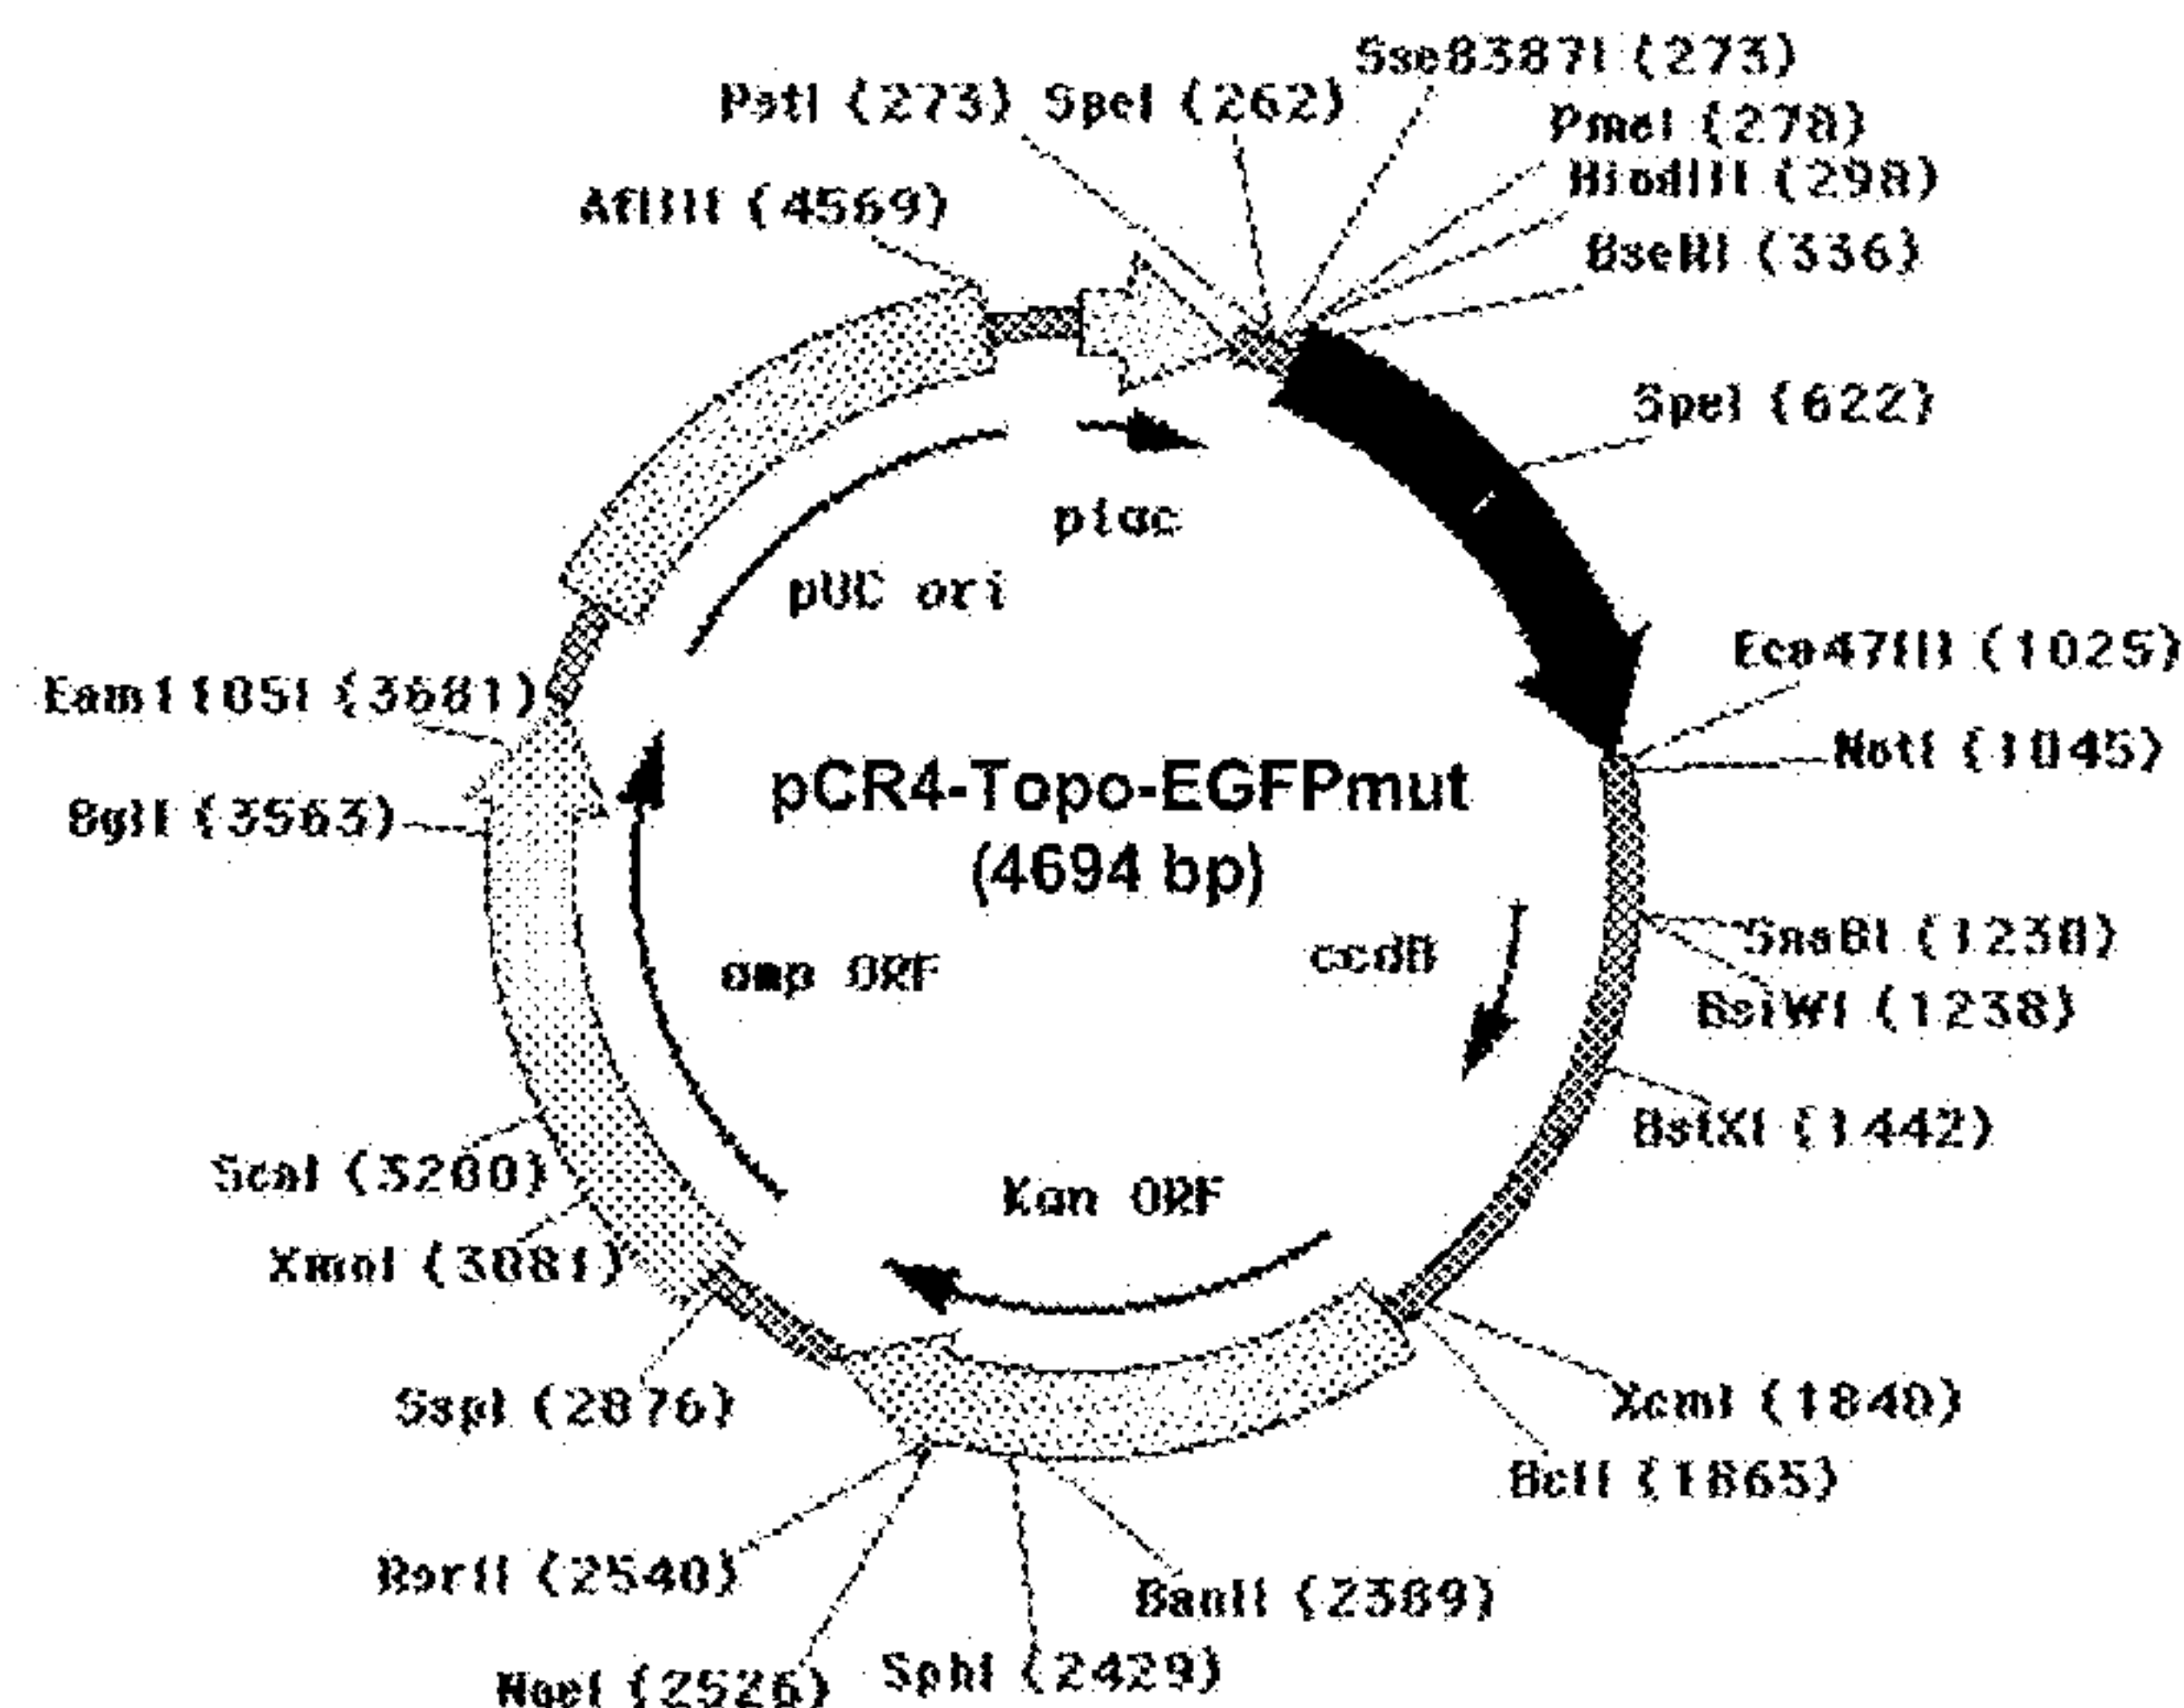 Sse8387I (273)
PstI (273) SpeI (262)
PmeI (278)
HindIII (298)
AflIII (4569)
BseRI (336)
SpeI (622)
plac
pUC ori
Eco47III (1025)
Eam1105I (3681)
NotI (1045)
pCR4-Topo-EGFPmut
BglI (3563)
(4694 bp)
SnaBI (1230)
ccdB
amp ORF
BsiWI (1238)
BstXI (1442)
ScaI (3200)
Kan ORF
XmnI (3081)
XcmI (1840)
SspI (2876)
BclI (1865)
RsrII (2540)
BanII (2389)
SphI (2429)
(2526)